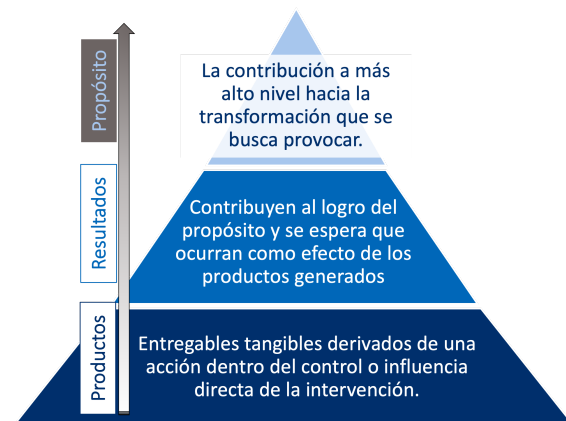 Propósito
La contribución a más
alto nivel hacia la
transformación que se
busca provocar.
Resultados
Contribuyen al logro del
propósito y se espera que
ocurran como efecto de los
productos generados
Productos
Entregables tangibles derivados de una
acción dentro del control o influencia
directa de la intervención.